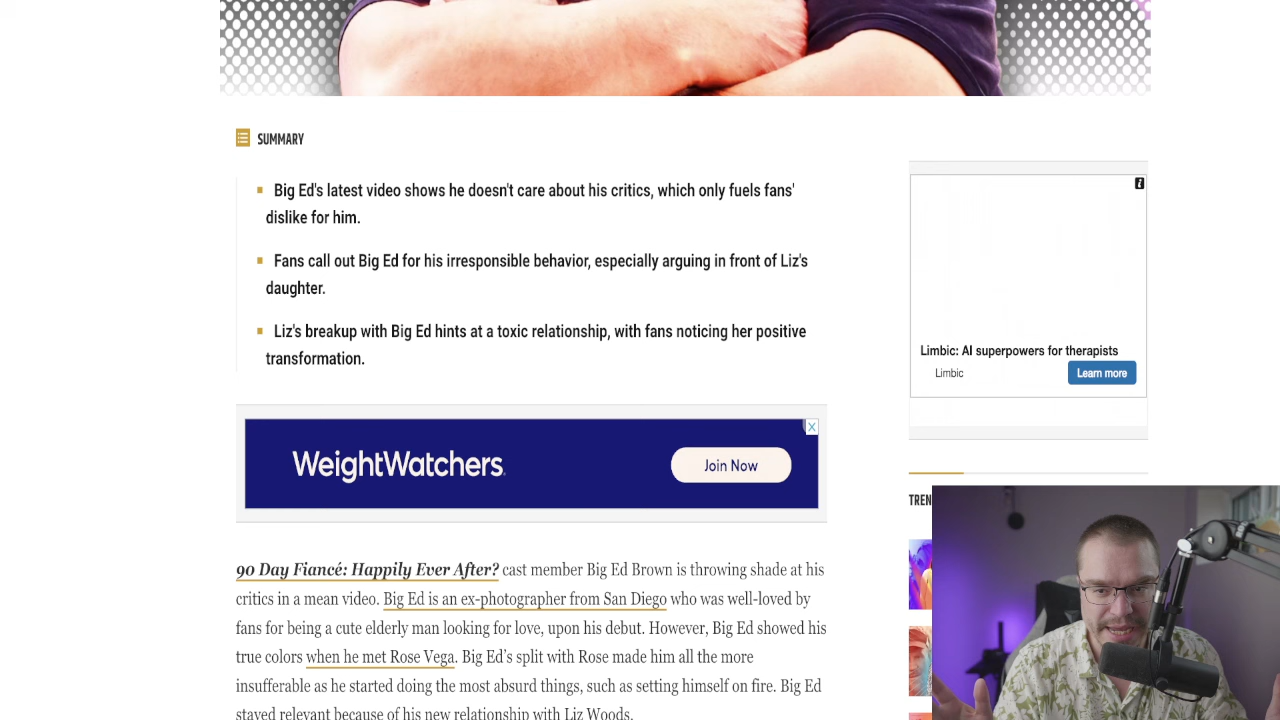 SUMMARY
Big Ed's latest video shows he doesn't care about his critics, which only fuels fans'
dislike for him.
Fans call out Big Ed for his irresponsible behavior, especially arguing in front of Liz's
daughter.
Liz's breakup with Big Ed hints at a toxic relationship, with fans noticing her positive
transformation.
Limbic: AI superpowers for therapists
Limbic
Learn more
WeightWatchers.
Join Now
TREN
90 Day Fiancé: Happily Ever After? cast member Big Ed Brown is throwing shade at his
critics in a mean video. Big Ed is an ex-photographer from San Diego who was well-loved by
fans for being a cute elderly man looking for love, upon his debut. However, Big Ed showed his
true colors when he met Rose Vega. Big Ed's split with Rose made him all the more
insufferable as he started doing the most absurd things, such as setting himself on fire. Big Ed
stayed relevant because of his new relationship with Liz Woods.